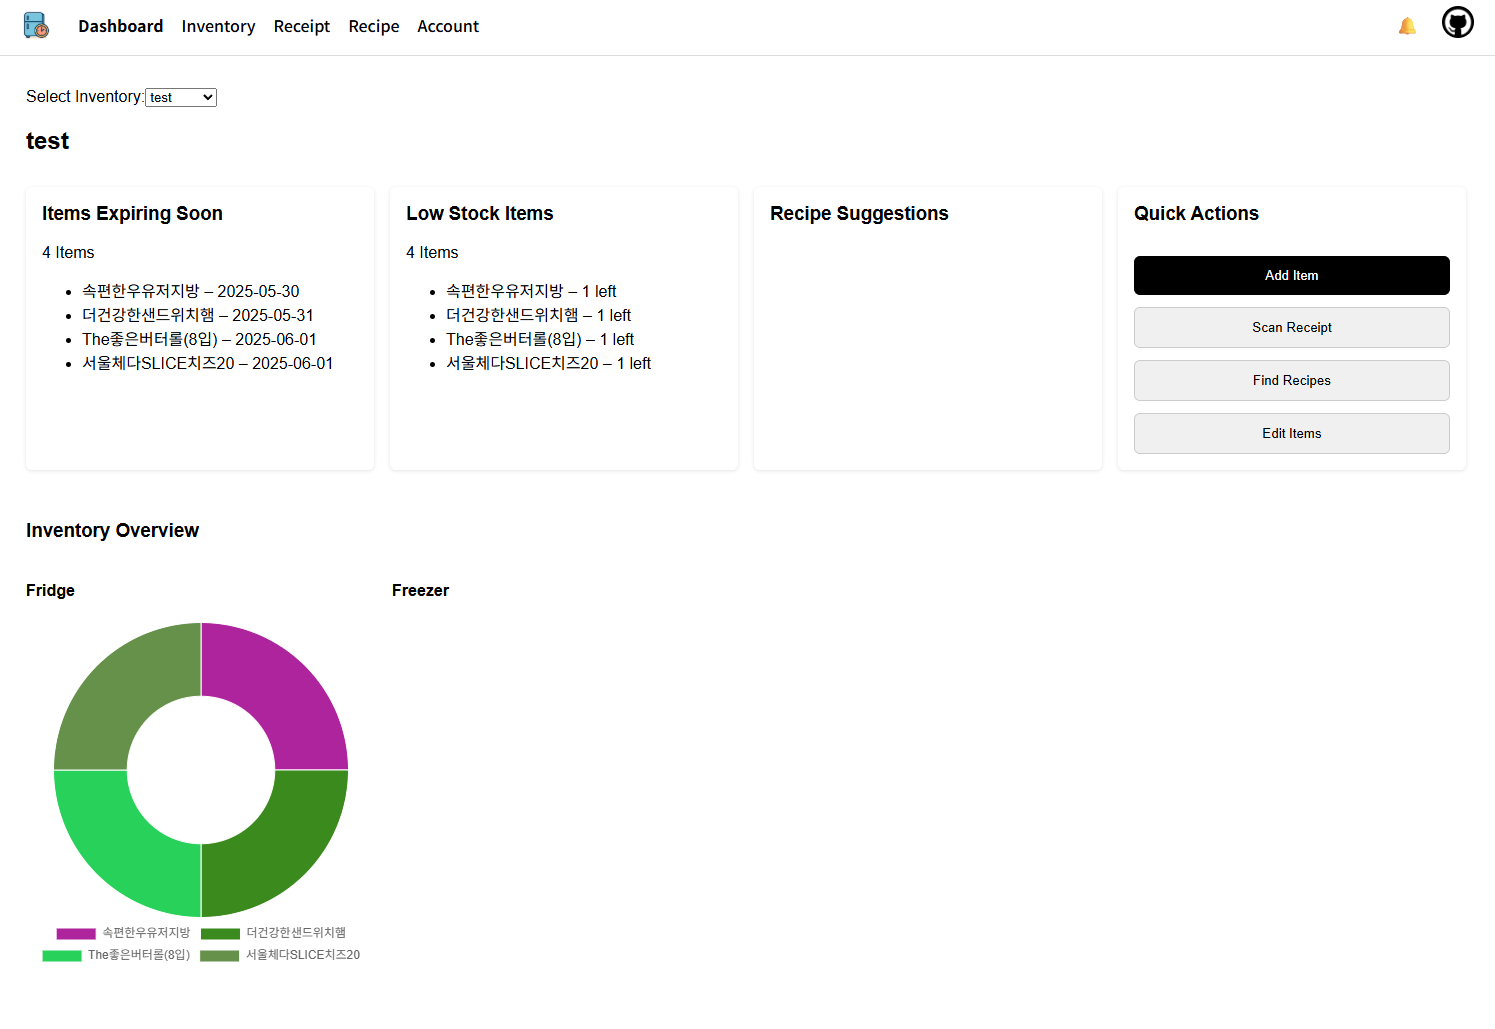 Dashboard Inventory Receipt Recipe Account
Select Inventory: test
test
Items Expiring Soon
4 Items
속편한우유저지방 – 2025-05-30
더건강한샌드위치햄 – 2025-05-31
The좋은버터롤(8입) – 2025-06-01
서울체다SLICE치즈20 – 2025-06-01
Low Stock Items
4 Items
속편한우유저지방 – 1 left
더건강한샌드위치햄 – 1 left
The좋은버터롤(8입) – 1 left
서울체다SLICE치즈20 – 1 left
Recipe Suggestions
Quick Actions
Add Item
Scan Receipt
Find Recipes
Edit Items
Inventory Overview
Fridge
속편한우유저지방 더건강한샌드위치햄
The좋은버터롤(8입) 서울체다SLICE치즈20
Freezer